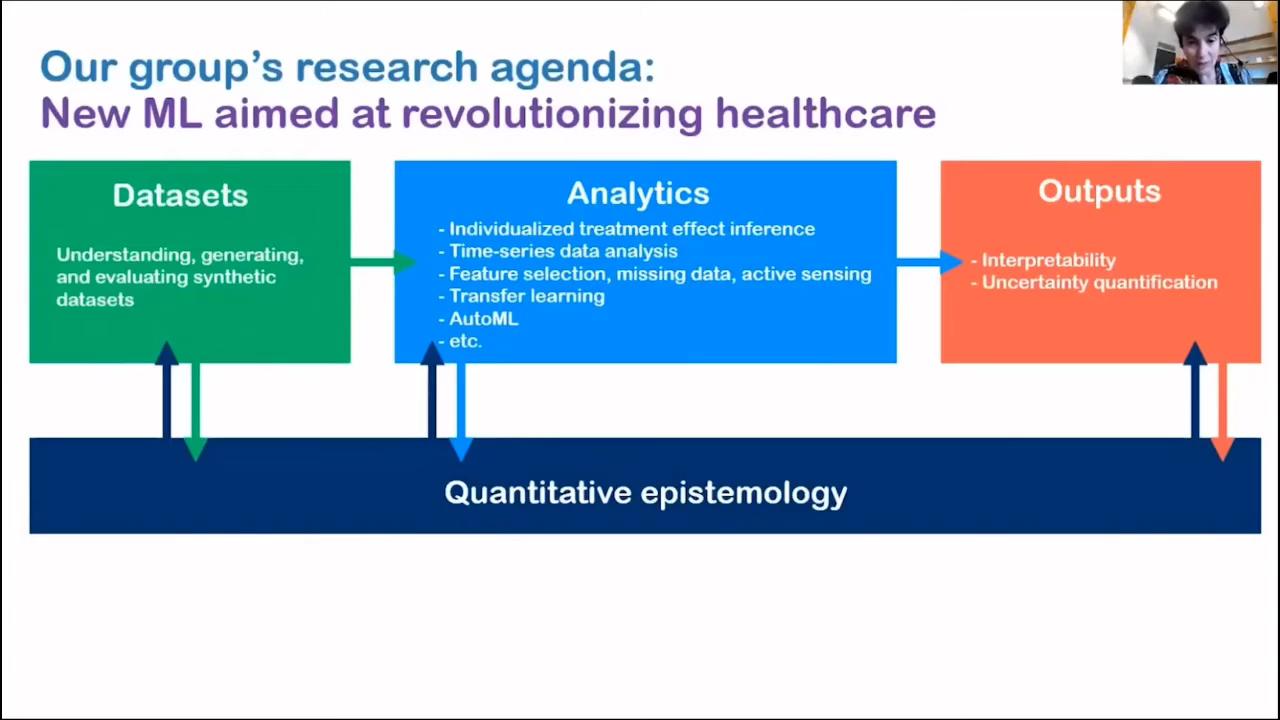 Our group's research agenda:
New ML aimed at revolutionizing healthcare
Datasets
Understanding, generating,
and evaluating synthetic
datasets
Analytics
- Individualized treatment effect inference
- Time-series data analysis
- Feature selection, missing data, active sensing
- Transfer learning
- AutoML
- etc.
Outputs
- Interpretability
- Uncertainty quantification
Quantitative epistemology